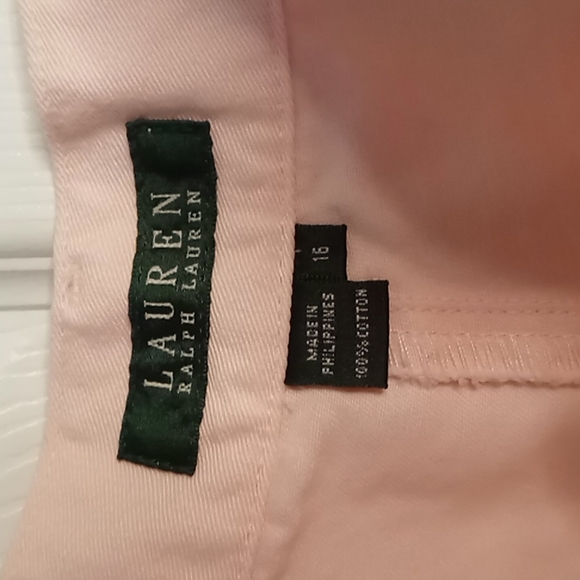 LAUREN
RALPH LAUREN
16
MADE IN
PHILIPPINES
100% COTTON